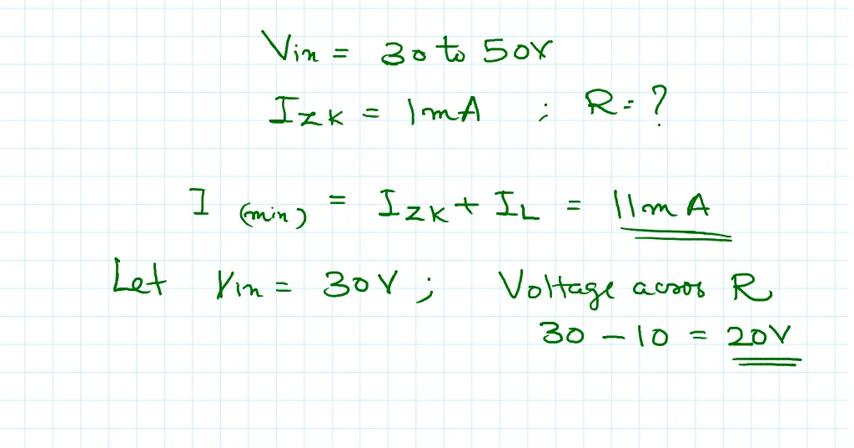 Vin = 30 to 50V
IZK = 1mA ; R = ?
I (min) = IZK + IL = 11mA
Let Vin = 30V ; Voltage across R
30 - 10 = 20V